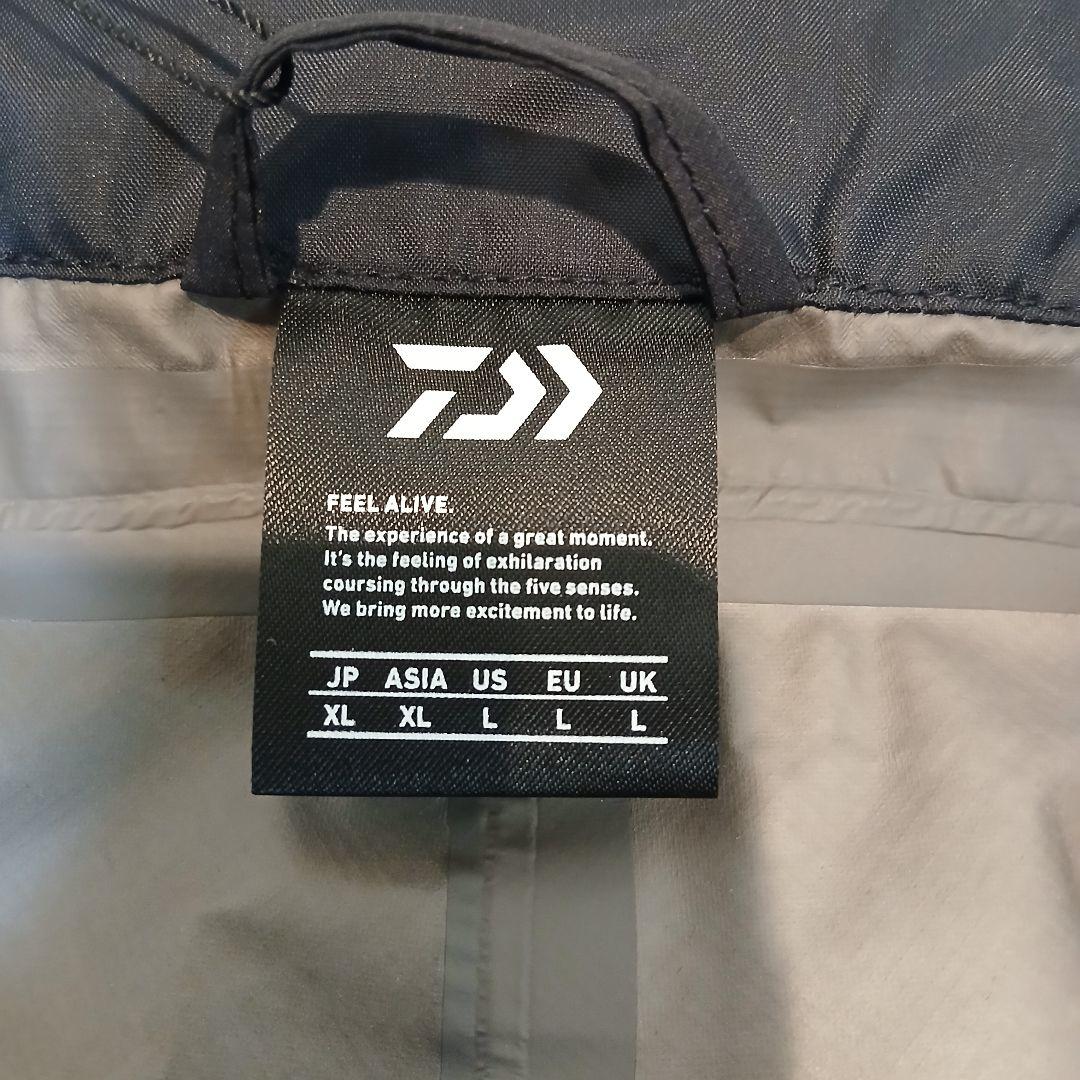 FEEL ALIVE.
The experience of a great moment.
It's the feeling of exhilaration
coursing through the five senses.
We bring more excitement to life.
JP ASIA US EU UK
XL XL L L L